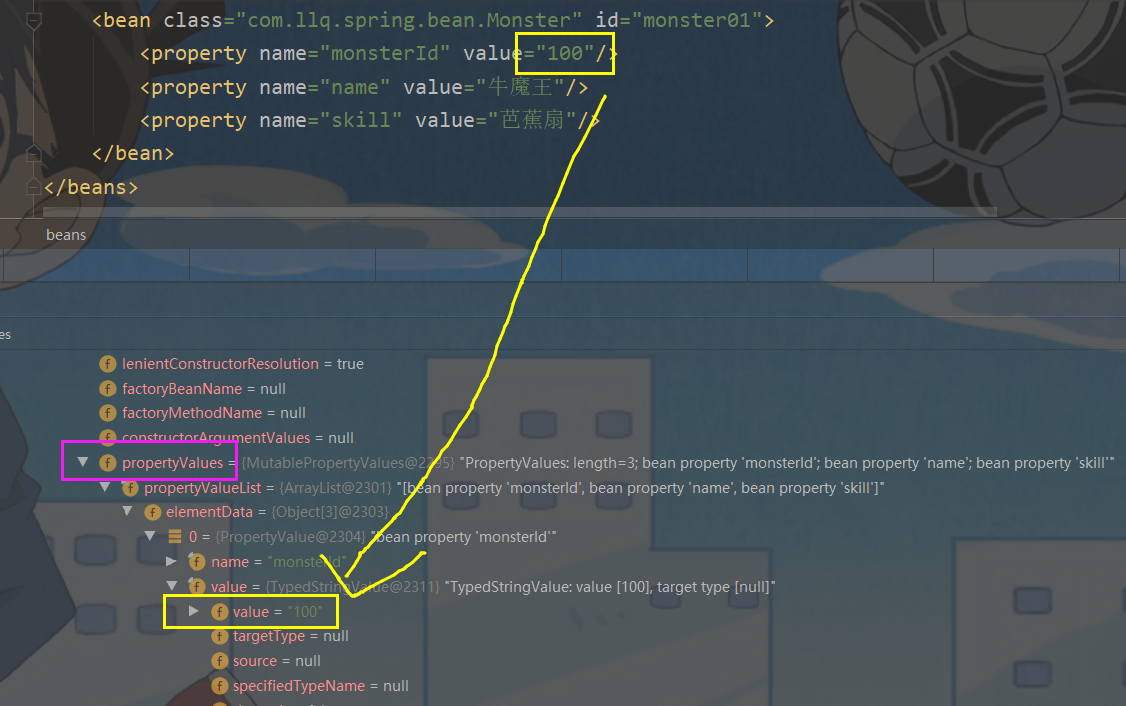 <bean class="com.llq.spring.bean.Monster" id="monster01">
<property name="monsterId" value="100"/>
<property name="name" value="牛魔王"/>
<property name="skill" value="芭蕉扇"/>
</bean>
</beans>
beans
es
lenientConstructorResolution = true
factoryBeanName = null
factoryMethodName = null
constructorArgumentValues = null
propertyValues = {MutablePropertyValues@2295} "PropertyValues: length=3; bean property 'monsterId'; bean property 'name'; bean property 'skill'"
propertyValueList = {ArrayList@2301} "[bean property 'monsterId', bean property 'name', bean property 'skill']"
elementData = {Object[3]@2303}
0 = {PropertyValue@2304} "bean property 'monsterId'"
name = "monsterId"
value = {TypedStringValue@2311} "TypedStringValue: value [100], target type [null]"
value = "100"
targetType = null
source = null
specifiedTypeName = null